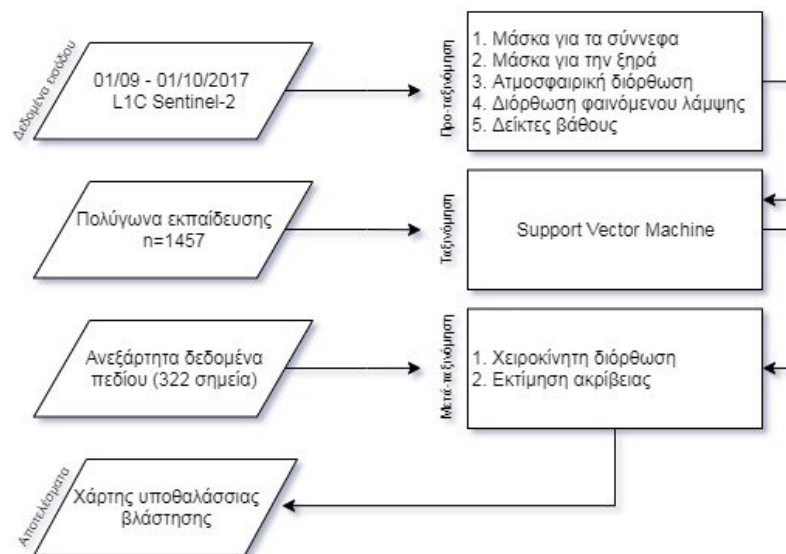 Δεδομένα εισόδου
01/09 - 01/10/2017
L1C Sentinel-2
Προ-ταξινόμηση
1. Μάσκα για τα σύννεφα
2. Μάσκα για την ξηρά
3. Ατμοσφαιρική διόρθωση
4. Διόρθωση φαινόμενου λάμψης
5. Δείκτες βάθους
Πολύγωνα εκπαίδευσης
n=1457
Ταξινόμηση
Support Vector Machine
Ανεξάρτητα δεδομένα
πεδίου (322 σημεία)
Μετά-ταξινόμηση
1. Χειροκίνητη διόρθωση
2. Εκτίμηση ακρίβειας
Αποτελέσματα
Χάρτης υποθαλάσσιας
βλάστησης